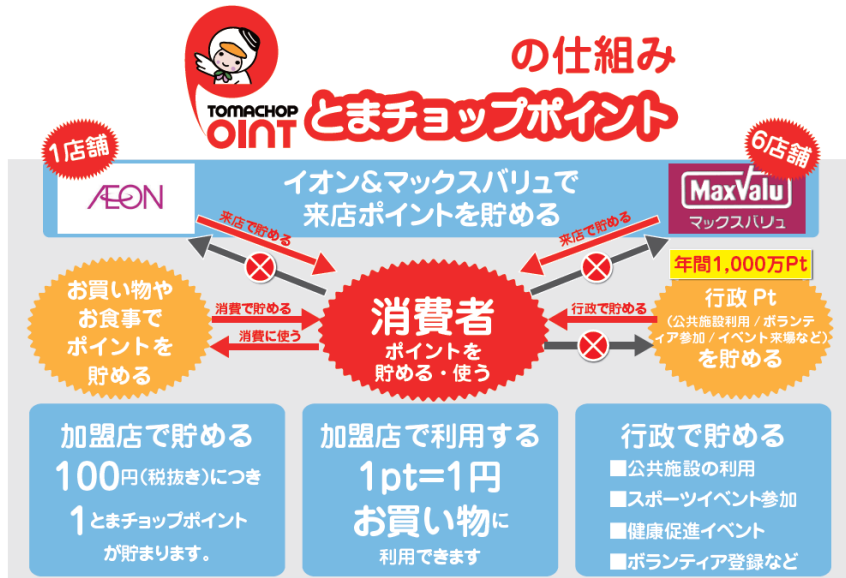 の仕組み
TOMACHOP
POINT
とまチョップポイント
1店舗
6店舗
ÆON
イオン&マックスバリュで
来店ポイントを貯める
MaxValu
マックスバリュ
来店で貯める
来店で貯める
年間1,000万Pt
お買い物や
お食事で
ポイントを
貯める
消費で貯める
消費に使う
消費者
ポイントを
貯める・使う
行政で貯める
行政 Pt
(公共施設利用/ボランテ
ィア参加/イベント来場など)
を貯める
加盟店で貯める
100円(税抜き)につき
1とまチョップポイント
が貯まります。
加盟店で利用する
1pt=1円
お買い物に
利用できます
行政で貯める
■公共施設の利用
■スポーツイベント参加
■健康促進イベント
■ボランティア登録など